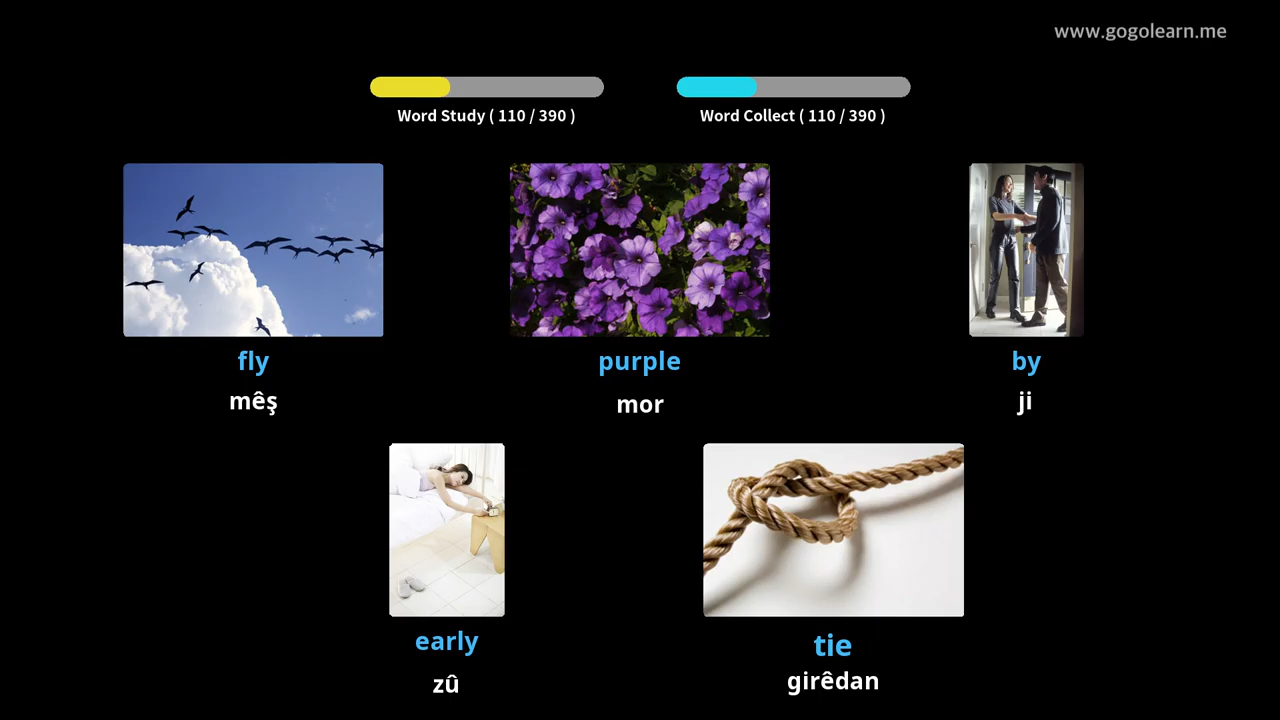 www.gogolearn.me
Word Study ( 110 / 390 )
Word Collect ( 110 / 390 )
fly
mêş
purple
mor
by
ji
early
zû
tie
girêdan